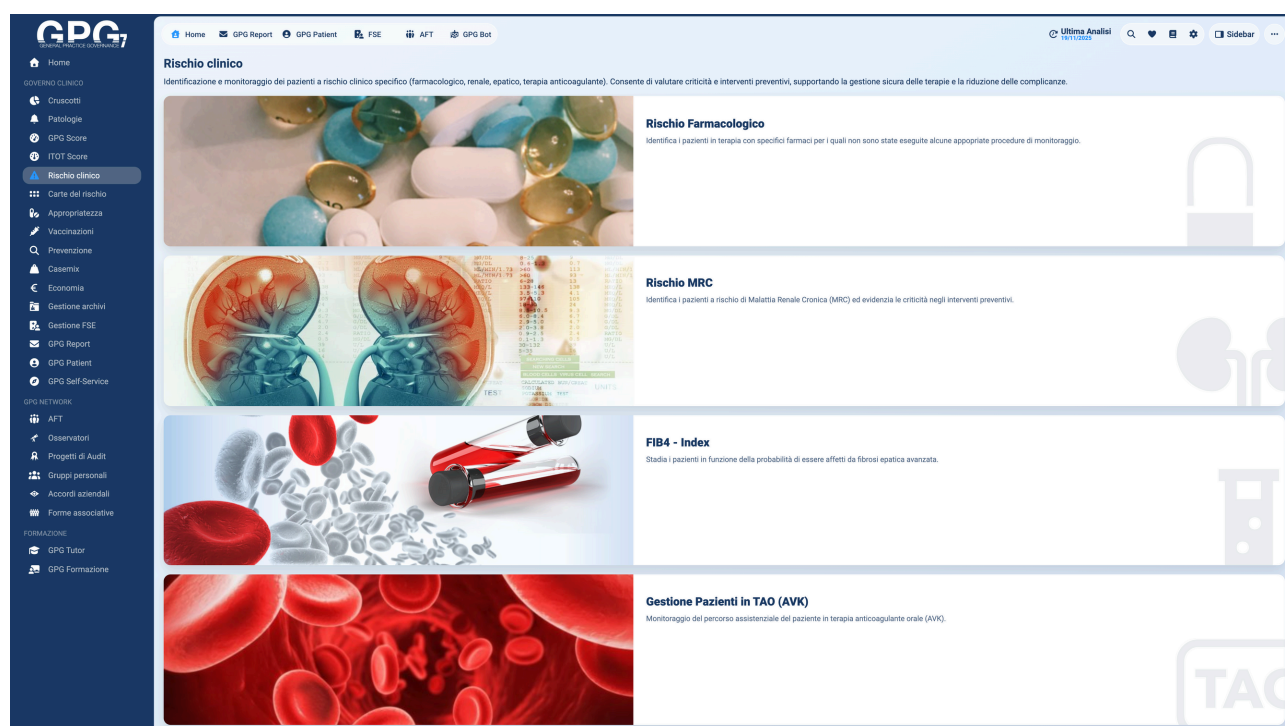 GPG7
GENERAL PRACTICE GOVERNANCE
Home
GOVERNO CLINICO
Cruscotti
Patologie
GPG Score
ITOT Score
Rischio clinico
Carte del rischio
Appropriatezza
Vaccinazioni
Prevenzione
Casemix
Economia
Gestione archivi
Gestione FSE
GPG Report
GPG Patient
GPG Self-Service
GPG NETWORK
AFT
Osservatori
Progetti di Audit
Gruppi personali
Accordi aziendali
Forme associative
FORMAZIONE
GPG Tutor
GPG Formazione
Home GPG Report GPG Patient FSE AFT GPG Bot
Ultima Analisi
19/11/2025
Sidebar
Rischio clinico
Identificazione e monitoraggio dei pazienti a rischio clinico specifico (farmacologico, renale, epatico, terapia anticoagulante). Consente di valutare criticità e interventi preventivi, supportando la gestione sicura delle terapie e la riduzione delle complicanze.
Rischio Farmacologico
Identifica i pazienti in terapia con specifici farmaci per i quali non sono state eseguite alcune appopriate procedure di monitoraggio.
Rischio MRC
Identifica i pazienti a rischio di Malattia Renale Cronica (MRC) ed evidenzia le criticità negli interventi preventivi.
TEST
UNITS
FIB4 - Index
Stadia i pazienti in funzione della probabilità di essere affetti da fibrosi epatica avanzata.
Gestione Pazienti in TAO (AVK)
Monitoraggio del percorso assistenziale del paziente in terapia anticoagulante orale (AVK).
TAO